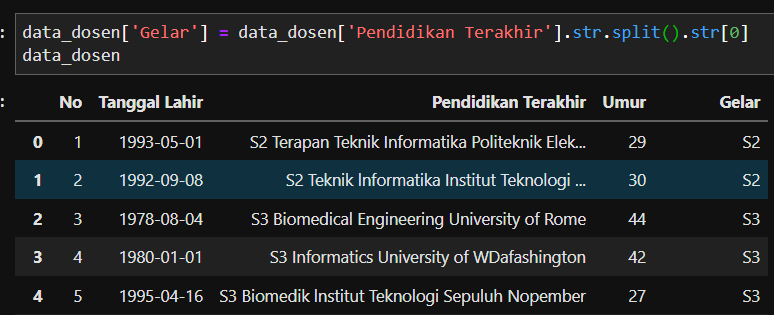 : data_dosen['Gelar'] = data_dosen['Pendidikan Terakhir'].str.split().str[0]
data_dosen
:
No Tanggal Lahir Pendidikan Terakhir Umur Gelar
0 1 1993-05-01 S2 Terapan Teknik Informatika Politeknik Elek... 29 S2
1 2 1992-09-08 S2 Teknik Informatika Institut Teknologi ... 30 S2
2 3 1978-08-04 S3 Biomedical Engineering University of Rome 44 S3
3 4 1980-01-01 S3 Informatics University of WDafashington 42 S3
4 5 1995-04-16 S3 Biomedik Institut Teknologi Sepuluh Nopember 27 S3